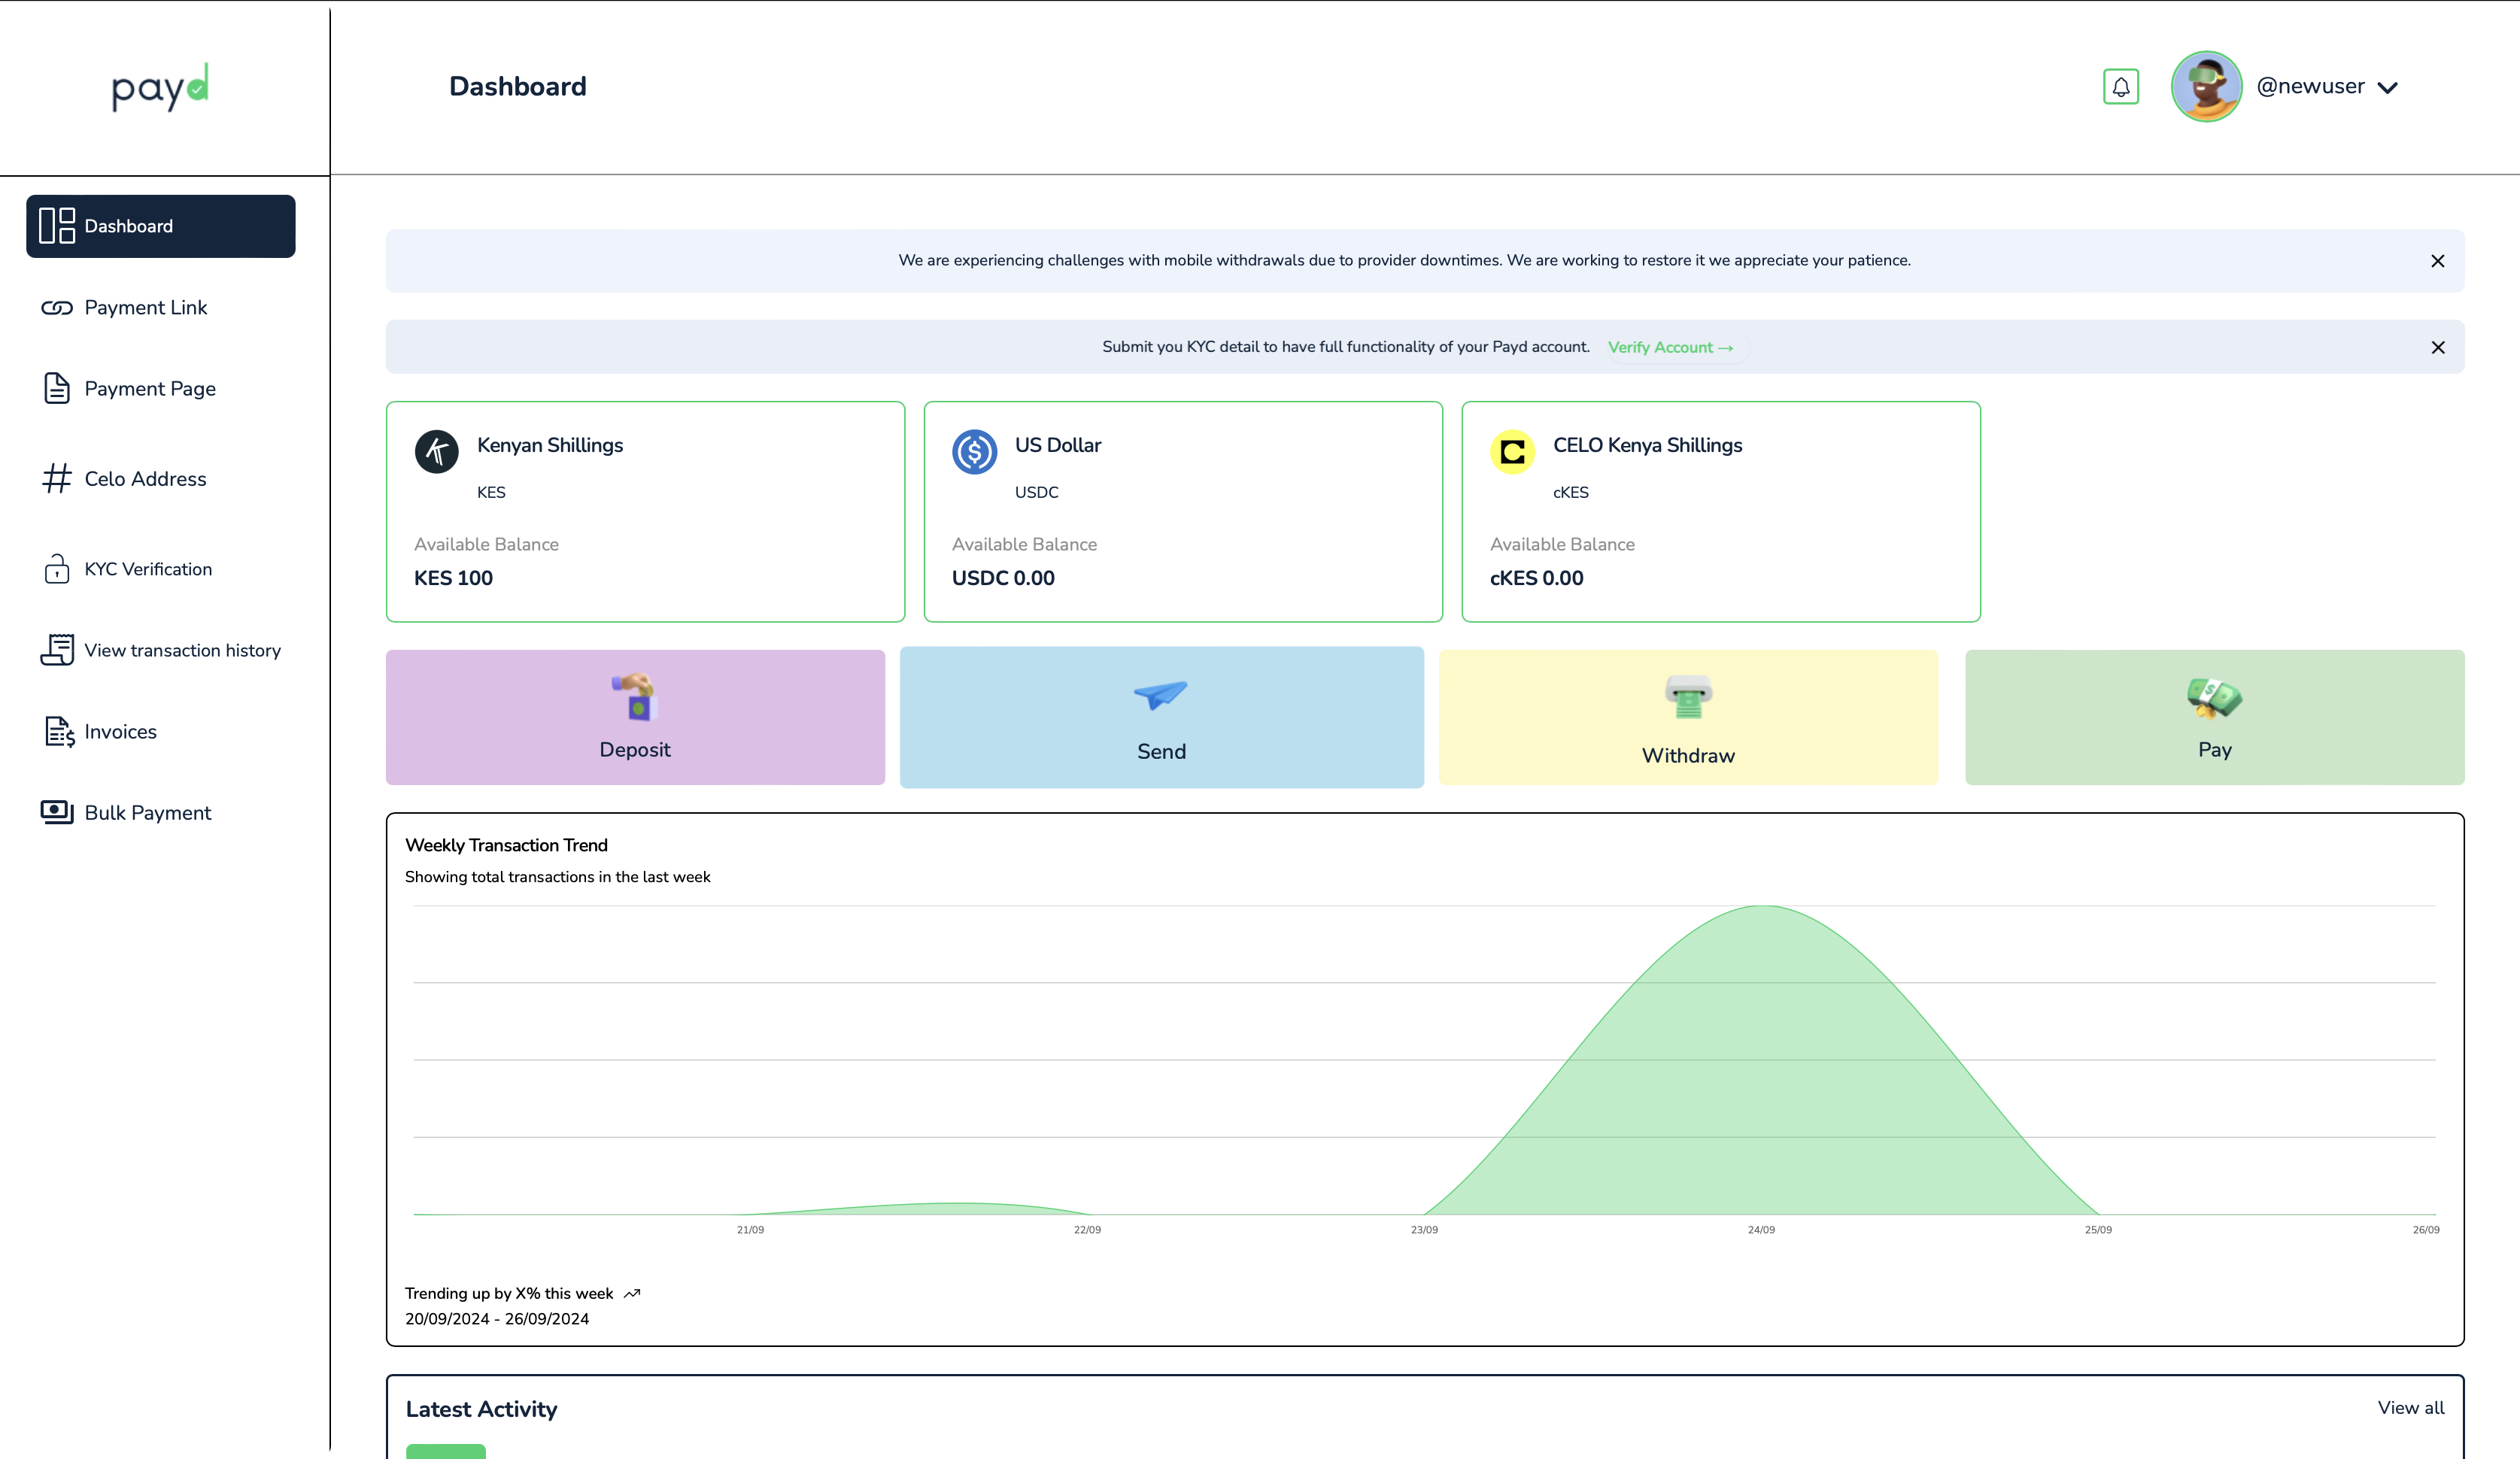 payd
Dashboard
@newuser
Dashboard
Payment Link
Payment Page
Celo Address
KYC Verification
View transaction history
Invoices
Bulk Payment
We are experiencing challenges with mobile withdrawals due to provider downtimes. We are working to restore it we appreciate your patience.
Submit you KYC detail to have full functionality of your Payd account. Verify Account →
Kenyan Shillings
KES
Available Balance
KES 100
US Dollar
USDC
Available Balance
USDC 0.00
CELO Kenya Shillings
cKES
Available Balance
cKES 0.00
Deposit
Send
Withdraw
Pay
Weekly Transaction Trend
Showing total transactions in the last week
21/09 22/09 23/09 24/09 25/09 26/09
Trending up by X% this week
20/09/2024 - 26/09/2024
Latest Activity
View all